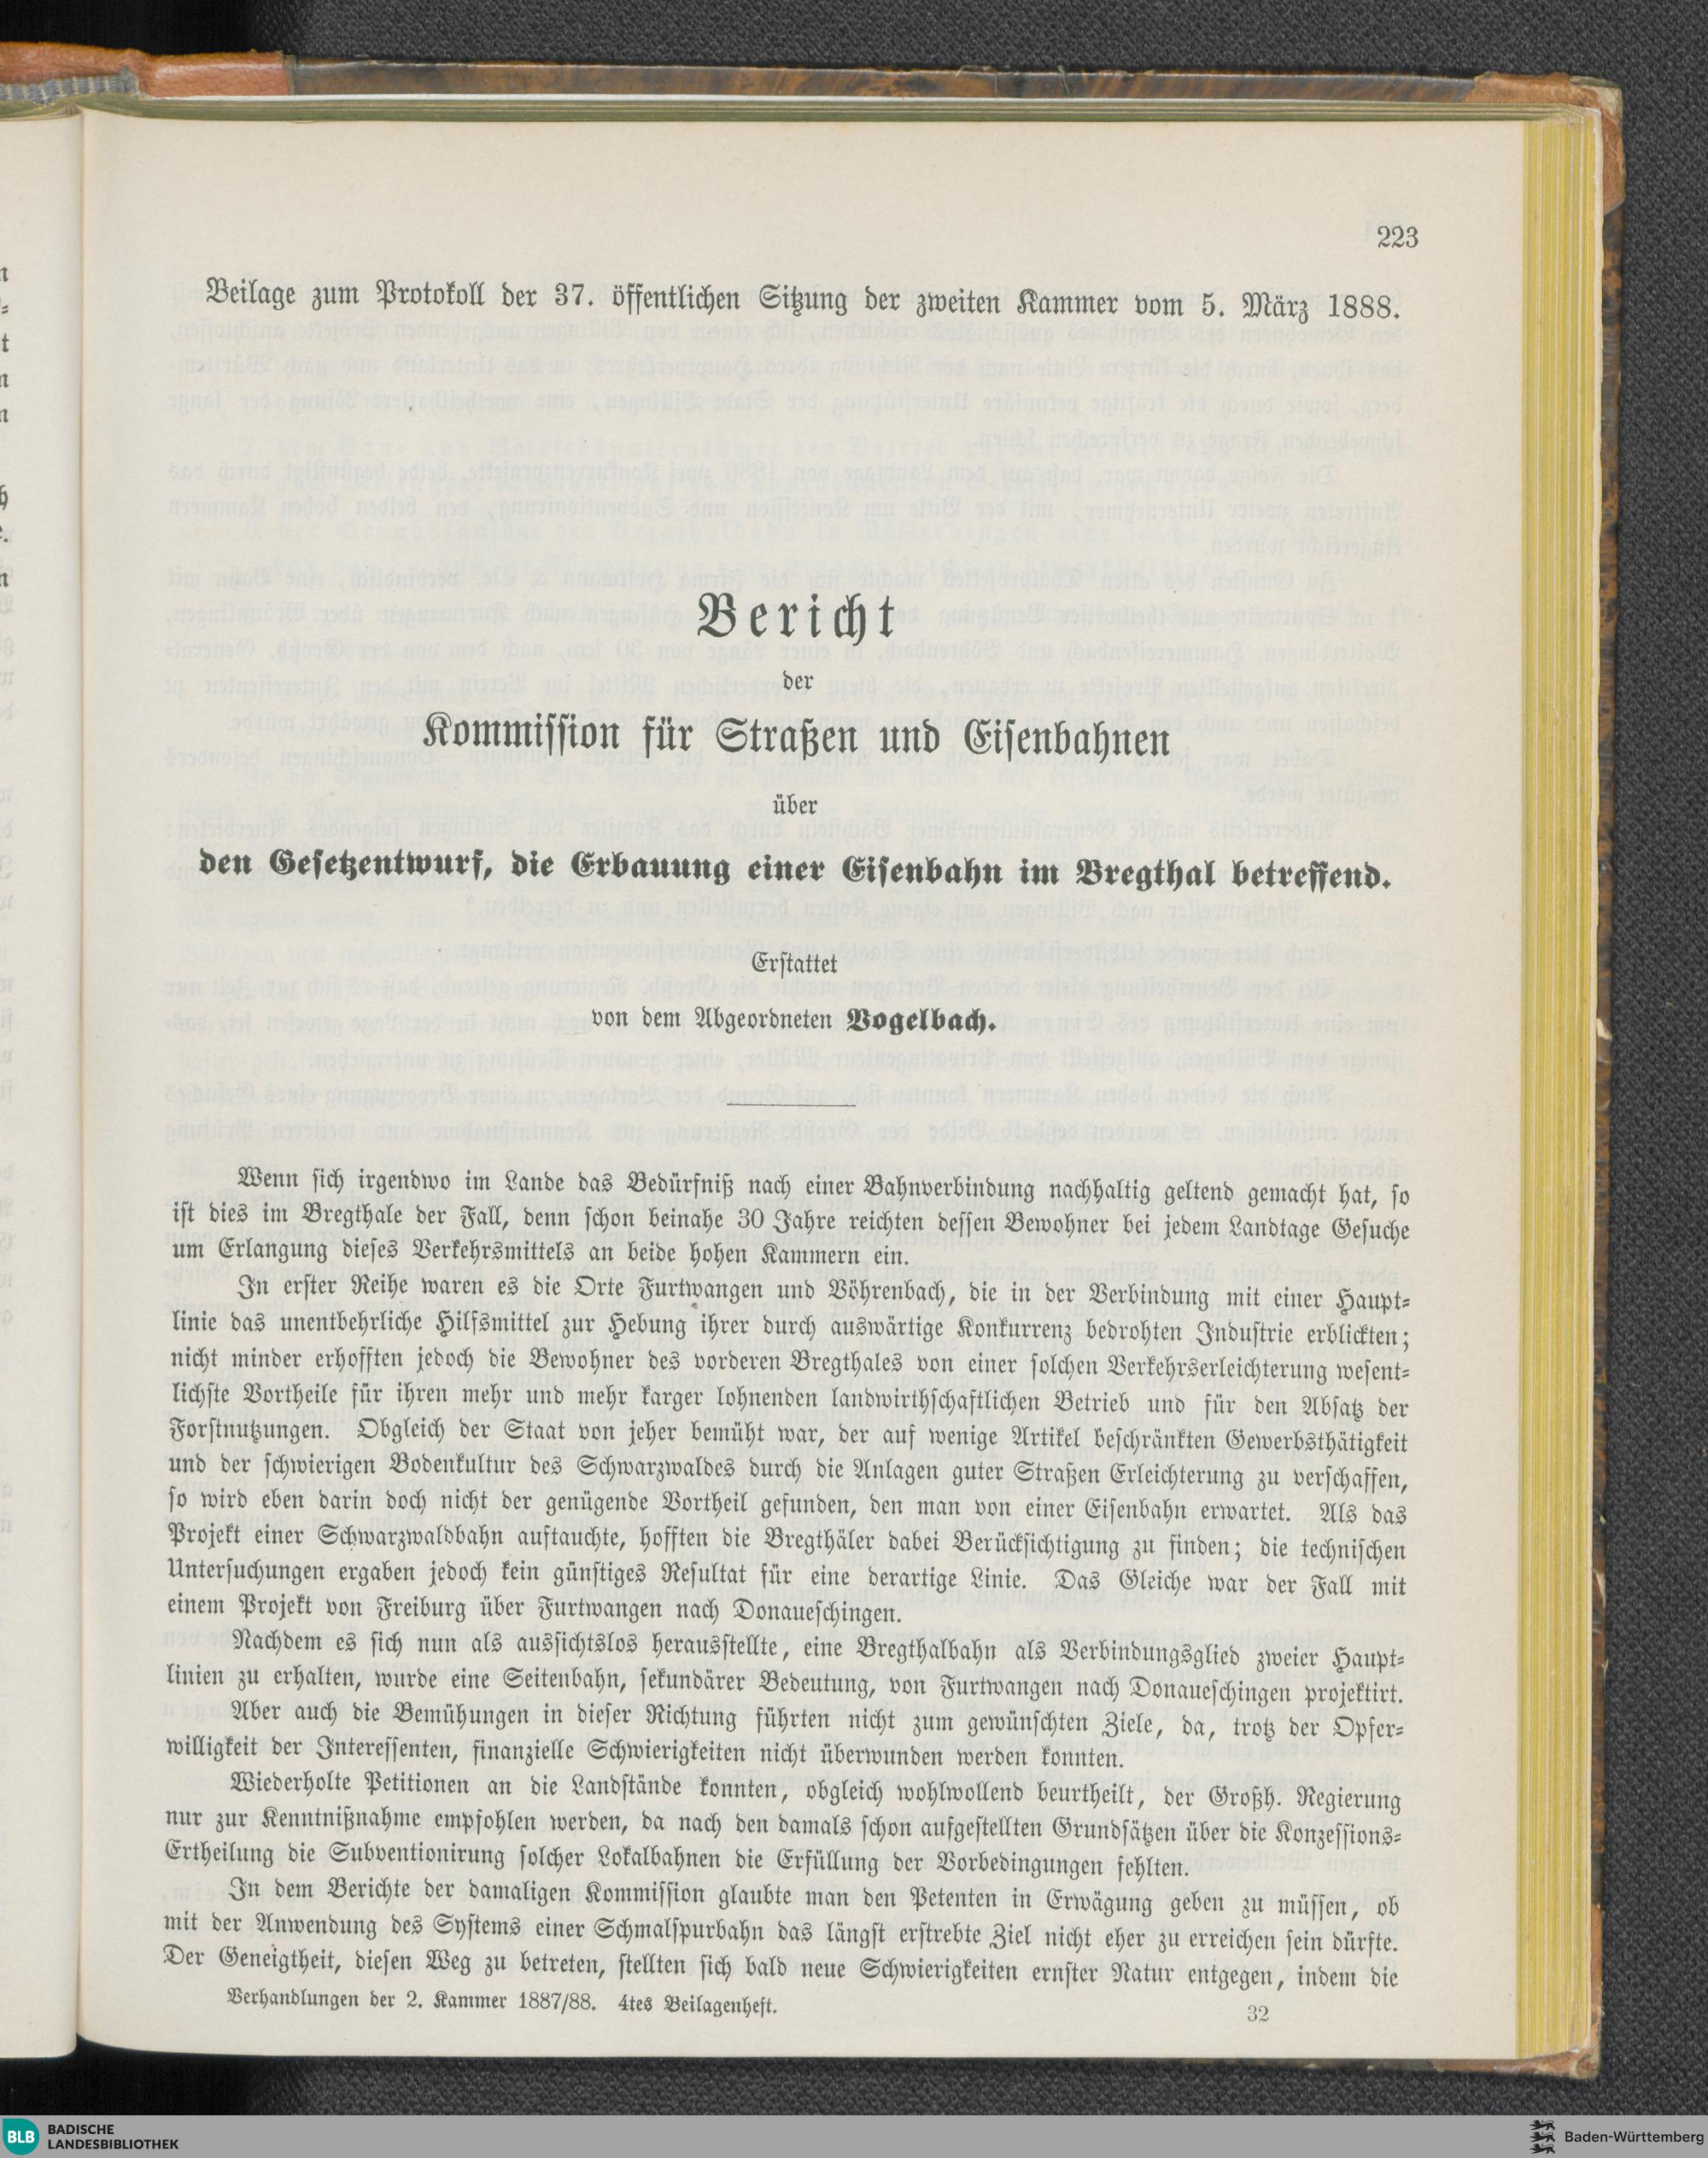 223
Beilage zum Protokoll der 37. öffentlichen Sitzung der zweiten Kammer vom 5. März 1888.
Bericht
der
Kommission für Straßen und Eisenbahnen
über
den Gesetzentwurf, die Erbauung einer Eisenbahn im Bregthal betreffend.
Erstattet
von dem Abgeordneten Vogelbach.
Wenn sich irgendwo im Lande das Bedürfniß nach einer Bahnverbindung nachhaltig geltend gemacht hat, so
ist dies im Bregthale der Fall, denn schon beinahe 30 Jahre reichten dessen Bewohner bei jedem Landtage Gesuche
um Erlangung dieses Verkehrsmittels an beide hohen Kammern ein.
In erster Reihe waren es die Orte Furtwangen und Vöhrenbach, die in der Verbindung mit einer Haupt-
linie das unentbehrliche Hilfsmittel zur Hebung ihrer durch auswärtige Konkurrenz bedrohten Industrie erblickten;
nicht minder erhofften jedoch die Bewohner des vorderen Bregthales von einer solchen Verkehrserleichterung wesent-
lichste Vortheile für ihren mehr und mehr karger lohnenden landwirthschaftlichen Betrieb und für den Absatz der
Forstnutzungen. Obgleich der Staat von jeher bemüht war, der auf wenige Artikel beschränkten Gewerbsthätigkeit
und der schwierigen Bodenkultur des Schwarzwaldes durch die Anlagen guter Straßen Erleichterung zu verschaffen,
so wird eben darin doch nicht der genügende Vortheil gefunden, den man von einer Eisenbahn erwartet. Als das
Projekt einer Schwarzwaldbahn auftauchte, hofften die Bregthäler dabei Berücksichtigung zu finden; die technischen
Untersuchungen ergaben jedoch kein günstiges Resultat für eine derartige Linie. Das Gleiche war der Fall mit
einem Projekt von Freiburg über Furtwangen nach Donaueschingen.
Nachdem es sich nun als aussichtslos herausstellte, eine Bregthalbahn als Verbindungsglied zweier Haupt-
linien zu erhalten, wurde eine Seitenbahn, sekundärer Bedeutung, von Furtwangen nach Donaueschingen projektirt.
Aber auch die Bemühungen in dieser Richtung führten nicht zum gewünschten Ziele, da, trotz der Opfer-
willigkeit der Interessenten, finanzielle Schwierigkeiten nicht überwunden werden konnten.
Wiederholte Petitionen an die Landstände konnten, obgleich wohlwollend beurtheilt, der Großh. Regierung
nur zur Kenntnißnahme empfohlen werden, da nach den damals schon aufgestellten Grundsätzen über die Konzessions-
Ertheilung die Subventionirung solcher Lokalbahnen die Erfüllung der Vorbedingungen fehlten.
In dem Berichte der damaligen Kommission glaubte man den Petenten in Erwägung geben zu müssen, ob
mit der Anwendung des Systems einer Schmalspurbahn das längst erstrebte Ziel nicht eher zu erreichen sein dürfte.
Der Geneigtheit, diesen Weg zu betreten, stellten sich bald neue Schwierigkeiten ernster Natur entgegen, indem die
Verhandlungen der 2. Kammer 1887/88. 4tes Beilagenheft.
32
BLB BADISCHE
LANDESBIBLIOTHEK
Baden-Württemberg